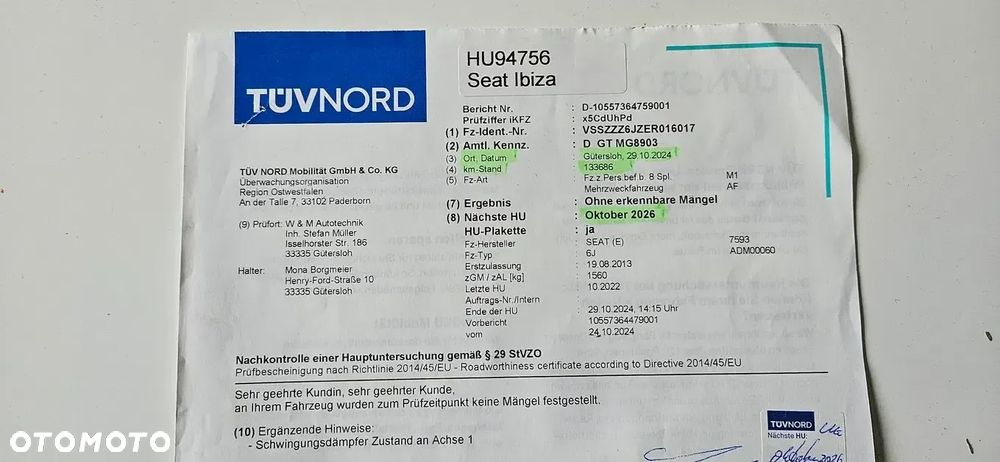 TÜVNORD
HU94756
Seat Ibiza
Bericht Nr. : D-10557364759001
Prüfziffer iKFZ : x5CdUhPd
(1) Fz-Ident.-Nr. : VSSZZZ6JZER016017
(2) Amtl. Kennz. : D GT MG8903
(3) Ort, Datum : Gütersloh, 29.10.2024
(4) km-Stand : 133686
(5) Fz-Art : Fz.z.Pers.bef.b. 8 Spl. M1
Mehrzweckfahrzeug AF
(7) Ergebnis : Ohne erkennbare Mängel
(8) Nächste HU : Oktober 2026
HU-Plakette : ja
Fz-Hersteller : SEAT (E) 7593
Fz-Typ : 6J ADM00060
Erstzulassung : 19.08.2013
zGM / zAL [kg] : 1560
Letzte HU : 10.2022
Auftrags-Nr./Intern :
Ende der HU : 29.10.2024, 14:15 Uhr
Vorbericht : 10557364479001
vom : 24.10.2024
TÜV NORD Mobilität GmbH & Co. KG
Überwachungsorganisation
Region Ostwestfalen
An der Talle 7, 33102 Paderborn
(9) Prüfort: W & M Autotechnik
Inh. Stefan Müller
Isselhorster Str. 186
33335 Gütersloh
Halter: Mona Borgmeier
Henry-Ford-Straße 10
33335 Gütersloh
Nachkontrolle einer Hauptuntersuchung gemäß § 29 StVZO
Prüfbescheinigung nach Richtlinie 2014/45/EU - Roadworthiness certificate according to Directive 2014/45/EU
Sehr geehrte Kundin, sehr geehrter Kunde,
an Ihrem Fahrzeug wurden zum Prüfzeitpunkt keine Mängel festgestellt.
(10) Ergänzende Hinweise:
- Schwingungsdämpfer Zustand an Achse 1
TÜVNORD
Nächste HU:
OTOMOTO